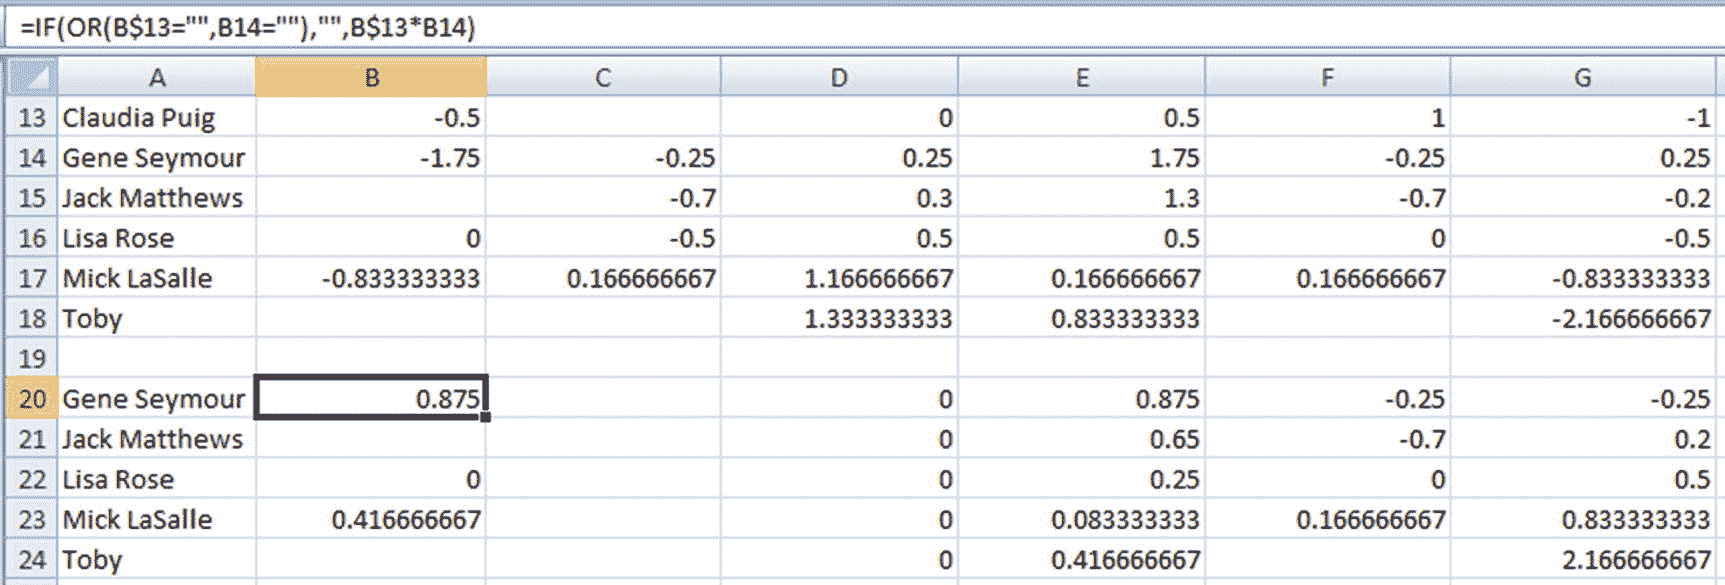 =IF(OR(B$13="",B14=""),"",B$13*B14)
A B C D E F G
13 Claudia Puig -0.5 0 0.5 1 -1
14 Gene Seymour -1.75 -0.25 0.25 1.75 -0.25 0.25
15 Jack Matthews -0.7 0.3 1.3 -0.7 -0.2
16 Lisa Rose 0 -0.5 0.5 0.5 0 -0.5
17 Mick LaSalle -0.833333333 0.166666667 1.166666667 0.166666667 0.166666667 -0.833333333
18 Toby 1.333333333 0.833333333 -2.166666667
19
20 Gene Seymour 0.875 0 0.875 -0.25 -0.25
21 Jack Matthews 0 0.65 -0.7 0.2
22 Lisa Rose 0 0 0.25 0 0.5
23 Mick LaSalle 0.416666667 0 0.083333333 0.166666667 0.833333333
24 Toby 0 0.416666667 2.166666667